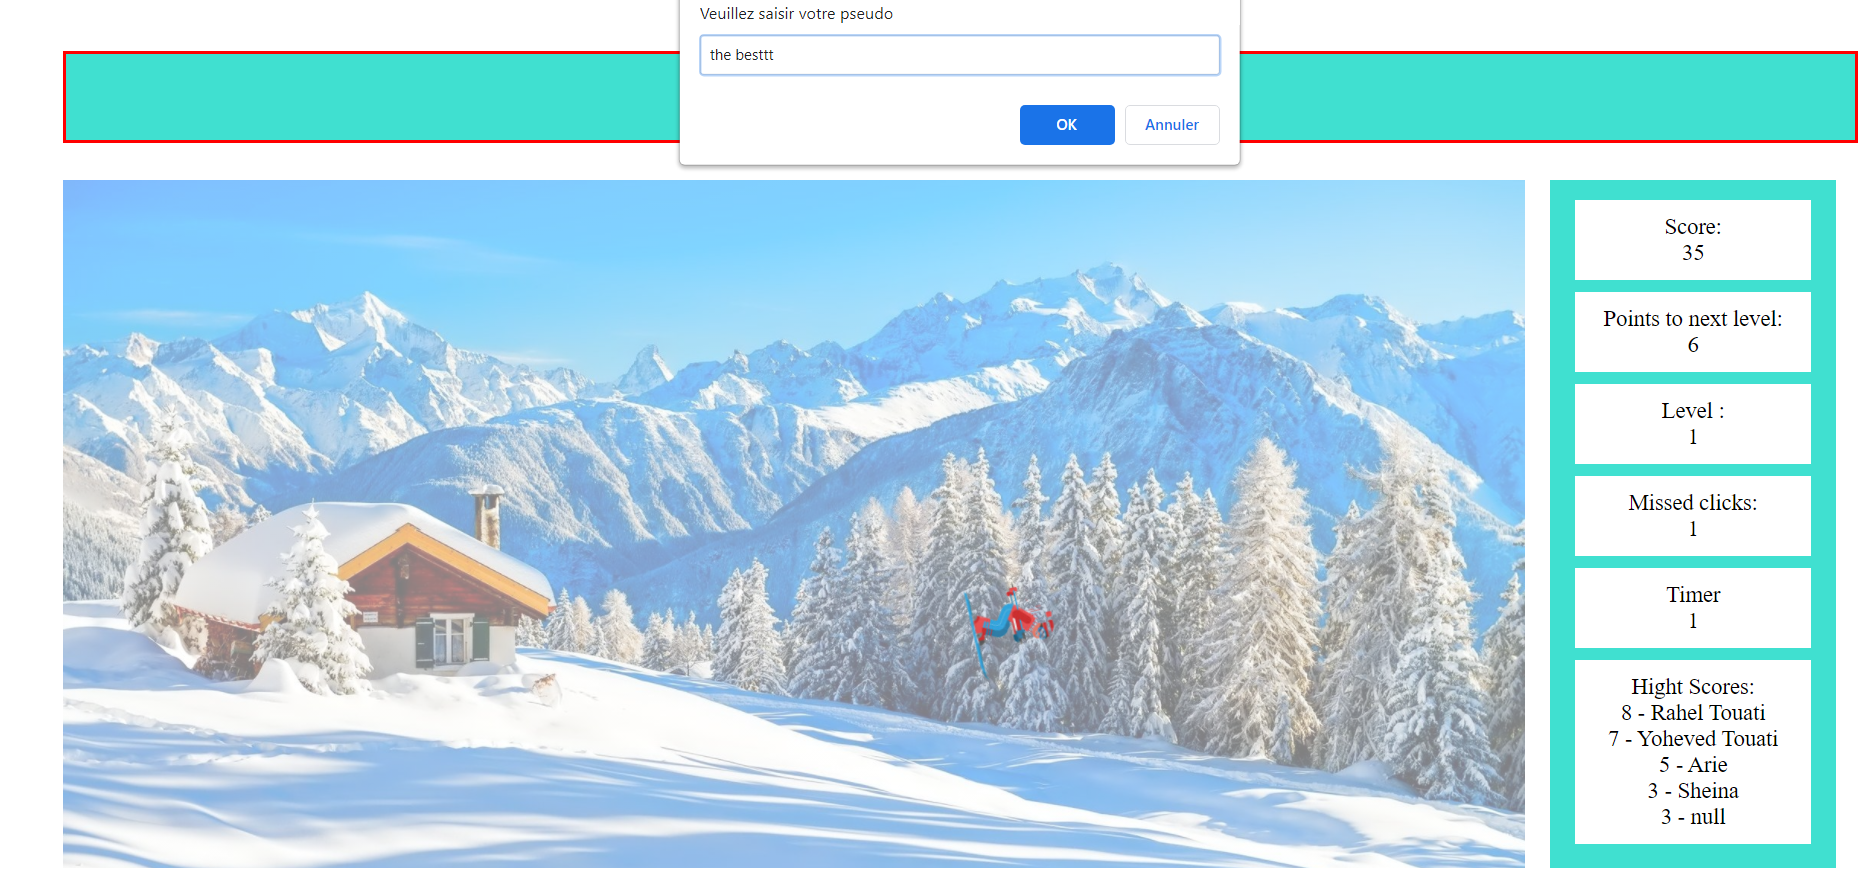 Veuillez saisir votre pseudo
the besttt
OK
Annuler
Score:
35
Points to next level:
6
Level :
1
Missed clicks:
1
Timer
1
Hight Scores:
8 - Rahel Touati
7 - Yoheved Touati
5 - Arie
3 - Sheina
3 - null